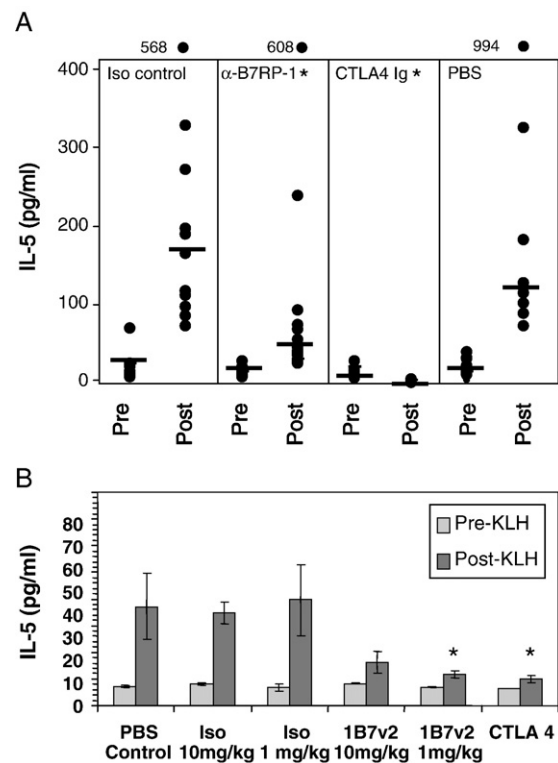 A
568
608
994
Iso control
α-B7RP-1*
CTLA4 Ig *
PBS
400
300
200
100
0
IL-5 (pg/ml)
Pre
Post
Pre
Post
Pre
Post
Pre
Post
B
80
70
60
50
40
30
20
10
0
IL-5 (pg/ml)
Pre-KLH
Post-KLH
*
*
PBS
Control
Iso
10mg/kg
Iso
1 mg/kg
1B7v2
10mg/kg
1B7v2
1mg/kg
CTLA 4